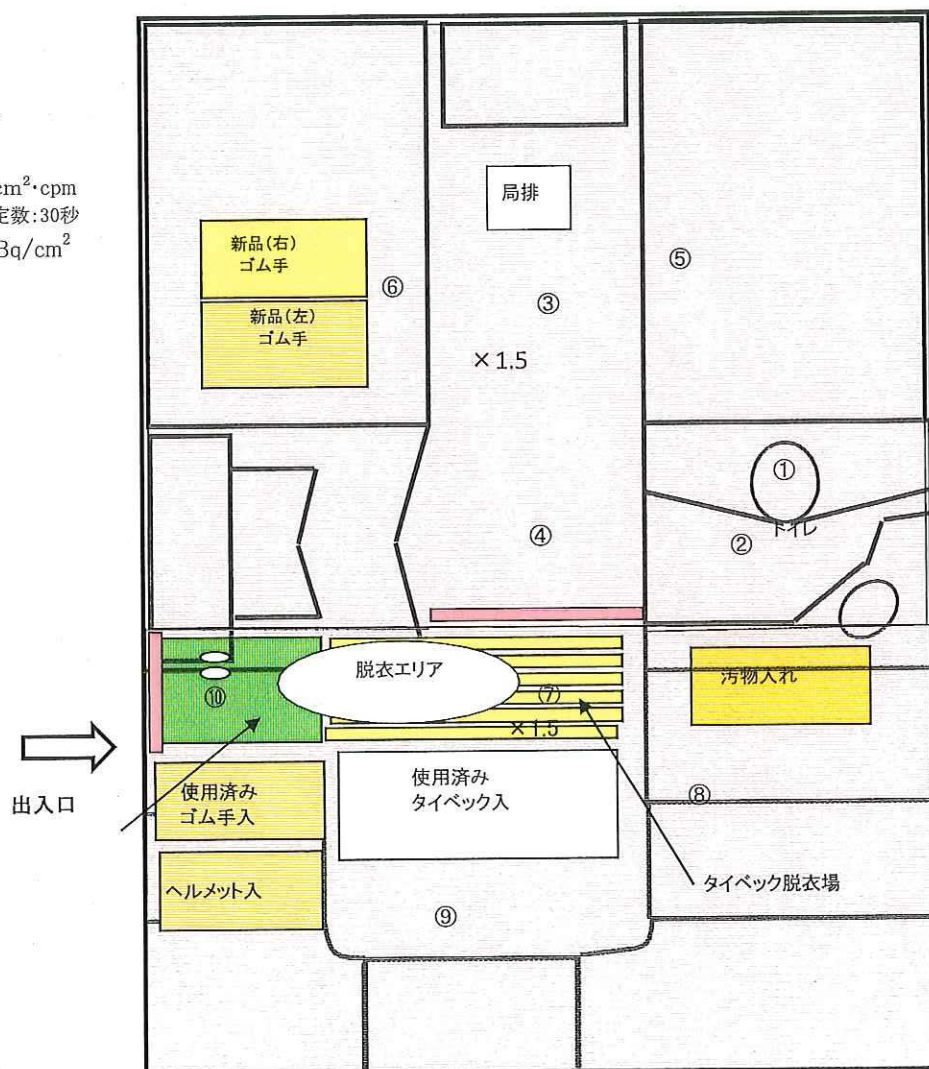 cm²・cpm
定数:30秒
Bq/cm²
局排
新品(右)
ゴム手
新品(左)
ゴム手
⑥
③
⑤
×1.5
①
トイレ
②
④
脱衣エリア
⑦
×1.5
⑩
汚物入れ
出入口
使用済み
ゴム手入
使用済み
タイベック入
⑧
ヘルメット入
タイベック脱衣場
⑨